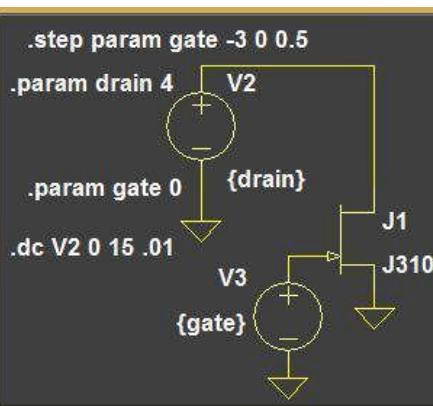 .step param gate -3 0 0.5
.param drain 4
V2
.param gate 0
{drain}
.dc V2 0 15 .01
J1
V3
J310
{gate}